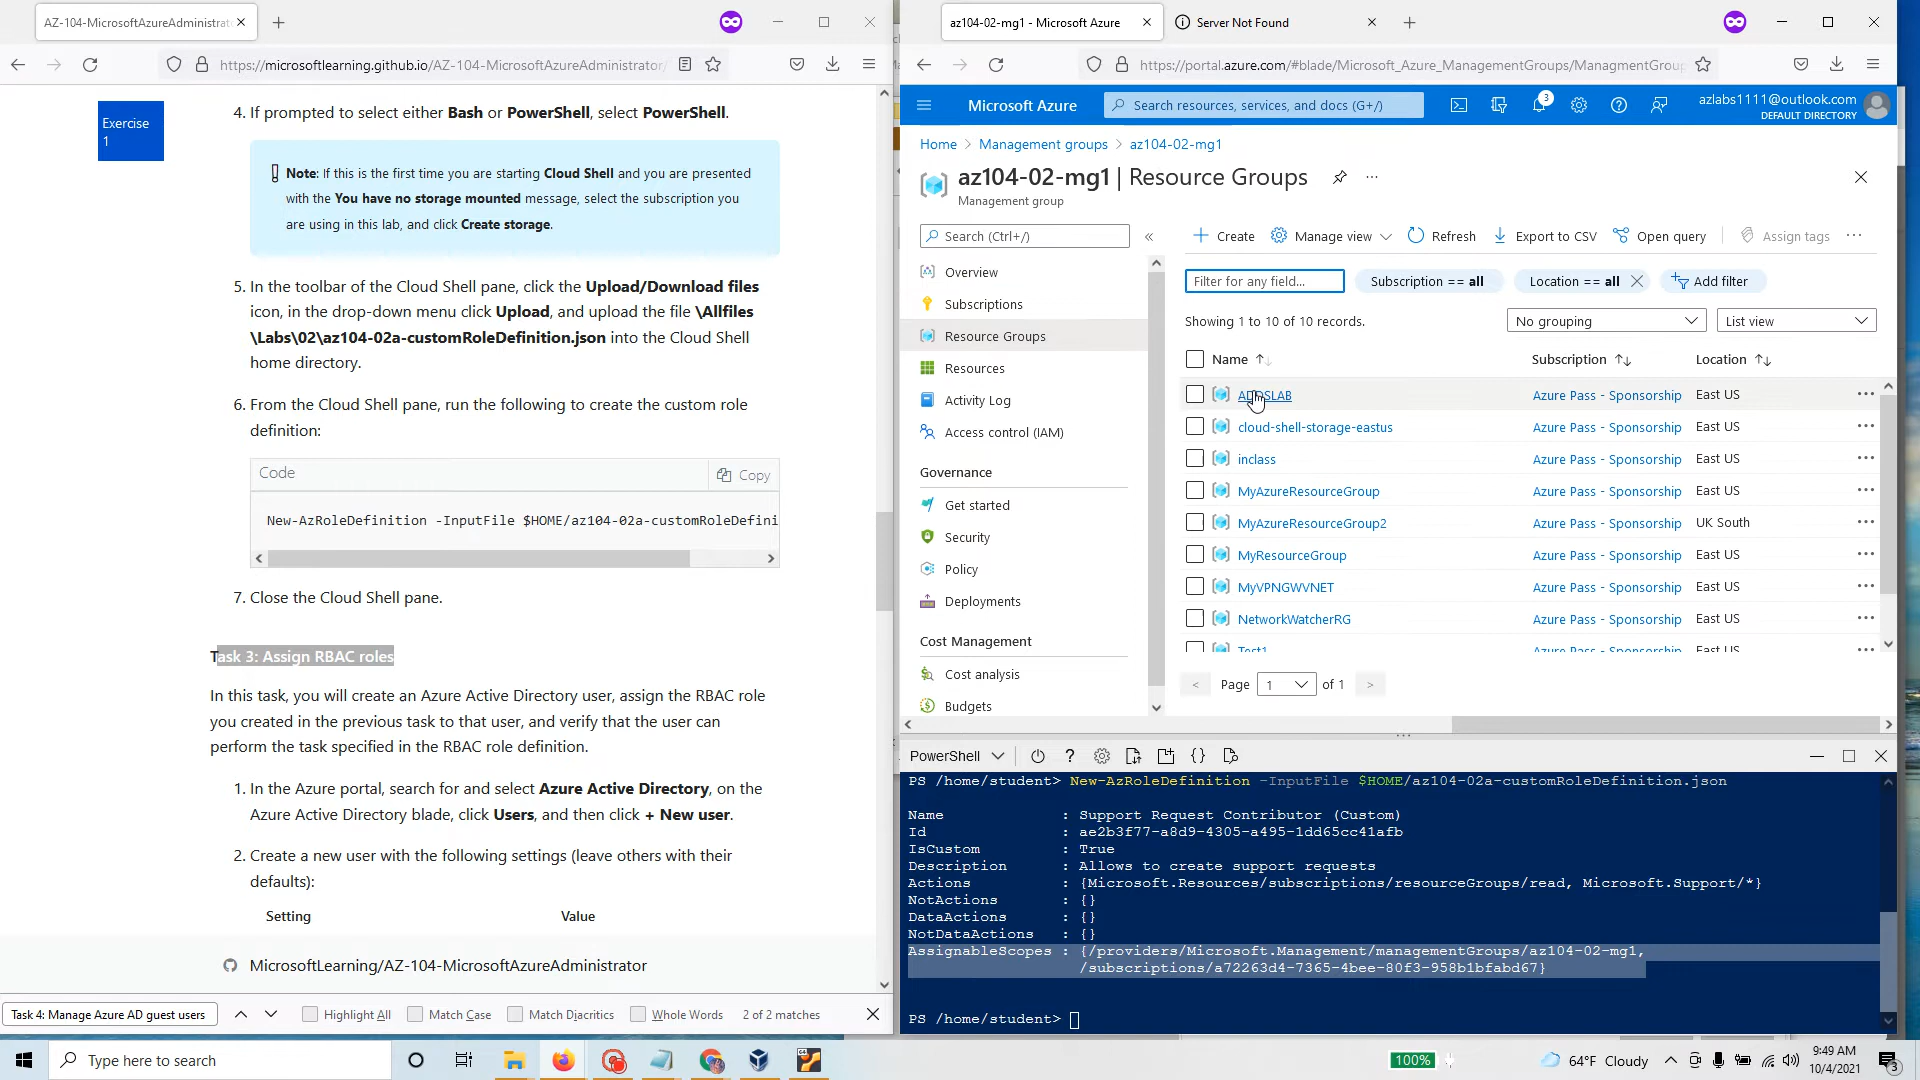 AZ-104-MicrosoftAzureAdministrat
https://microsoftlearning.github.io/AZ-104-MicrosoftAzureAdministrator/
Exercise
1
4. If prompted to select either Bash or PowerShell, select PowerShell.
Note: If this is the first time you are starting Cloud Shell and you are presented
with the You have no storage mounted message, select the subscription you
are using in this lab, and click Create storage.
5. In the toolbar of the Cloud Shell pane, click the Upload/Download files
icon, in the drop-down menu click Upload, and upload the file \Allfiles
\Labs\02\az104-02a-customRoleDefinition.json into the Cloud Shell
home directory.
6. From the Cloud Shell pane, run the following to create the custom role
definition:
Code
Copy
New-AzRoleDefinition -InputFile $HOME/az104-02a-customRoleDefini
7. Close the Cloud Shell pane.
Task 3: Assign RBAC roles
In this task, you will create an Azure Active Directory user, assign the RBAC role
you created in the previous task to that user, and verify that the user can
perform the task specified in the RBAC role definition.
1. In the Azure portal, search for and select Azure Active Directory, on the
Azure Active Directory blade, click Users, and then click + New user.
2. Create a new user with the following settings (leave others with their
defaults):
Setting Value
MicrosoftLearning/AZ-104-MicrosoftAzureAdministrator
Task 4: Manage Azure AD guest users Highlight All Match Case Match Diacritics Whole Words 2 of 2 matches
az104-02-mg1 - Microsoft Azure
Server Not Found
https://portal.azure.com/#blade/Microsoft_Azure_ManagementGroups/ManagmentGroup
Microsoft Azure
Search resources, services, and docs (G+/)
3
azlabs1111@outlook.com
DEFAULT DIRECTORY
Home > Management groups > az104-02-mg1
az104-02-mg1 | Resource Groups
Management group
Search (Ctrl+/)
Overview
Subscriptions
Resource Groups
Resources
Activity Log
Access control (IAM)
Governance
Get started
Security
Policy
Deployments
Cost Management
Cost analysis
Budgets
Create Manage view Refresh Export to CSV Open query Assign tags
Filter for any field... Subscription == all Location == all Add filter
Showing 1 to 10 of 10 records.
No grouping
List view
Name Subscription Location
ADDSLAB Azure Pass - Sponsorship East US
cloud-shell-storage-eastus Azure Pass - Sponsorship East US
inclass Azure Pass - Sponsorship East US
MyAzureResourceGroup Azure Pass - Sponsorship East US
MyAzureResourceGroup2 Azure Pass - Sponsorship UK South
MyResourceGroup Azure Pass - Sponsorship East US
MyVPNGWVNET Azure Pass - Sponsorship East US
NetworkWatcherRG Azure Pass - Sponsorship East US
Test1 Azure Pass - Sponsorship East US
< Page 1 of 1 >
PowerShell
PS /home/student> New-AzRoleDefinition -InputFile $HOME/az104-02a-customRoleDefinition.json
Name : Support Request Contributor (Custom)
Id : ae2b3f77-a8d9-4305-a495-1dd65cc41afb
IsCustom : True
Description : Allows to create support requests
Actions : {Microsoft.Resources/subscriptions/resourceGroups/read, Microsoft.Support/*}
NotActions : {}
DataActions : {}
NotDataActions : {}
AssignableScopes : {/providers/Microsoft.Management/managementGroups/az104-02-mg1,
/subscriptions/a72263d4-7365-4bee-80f3-958b1bfabd67}
PS /home/student>
Type here to search
100%
64°F Cloudy
9:49 AM
10/4/2021
3